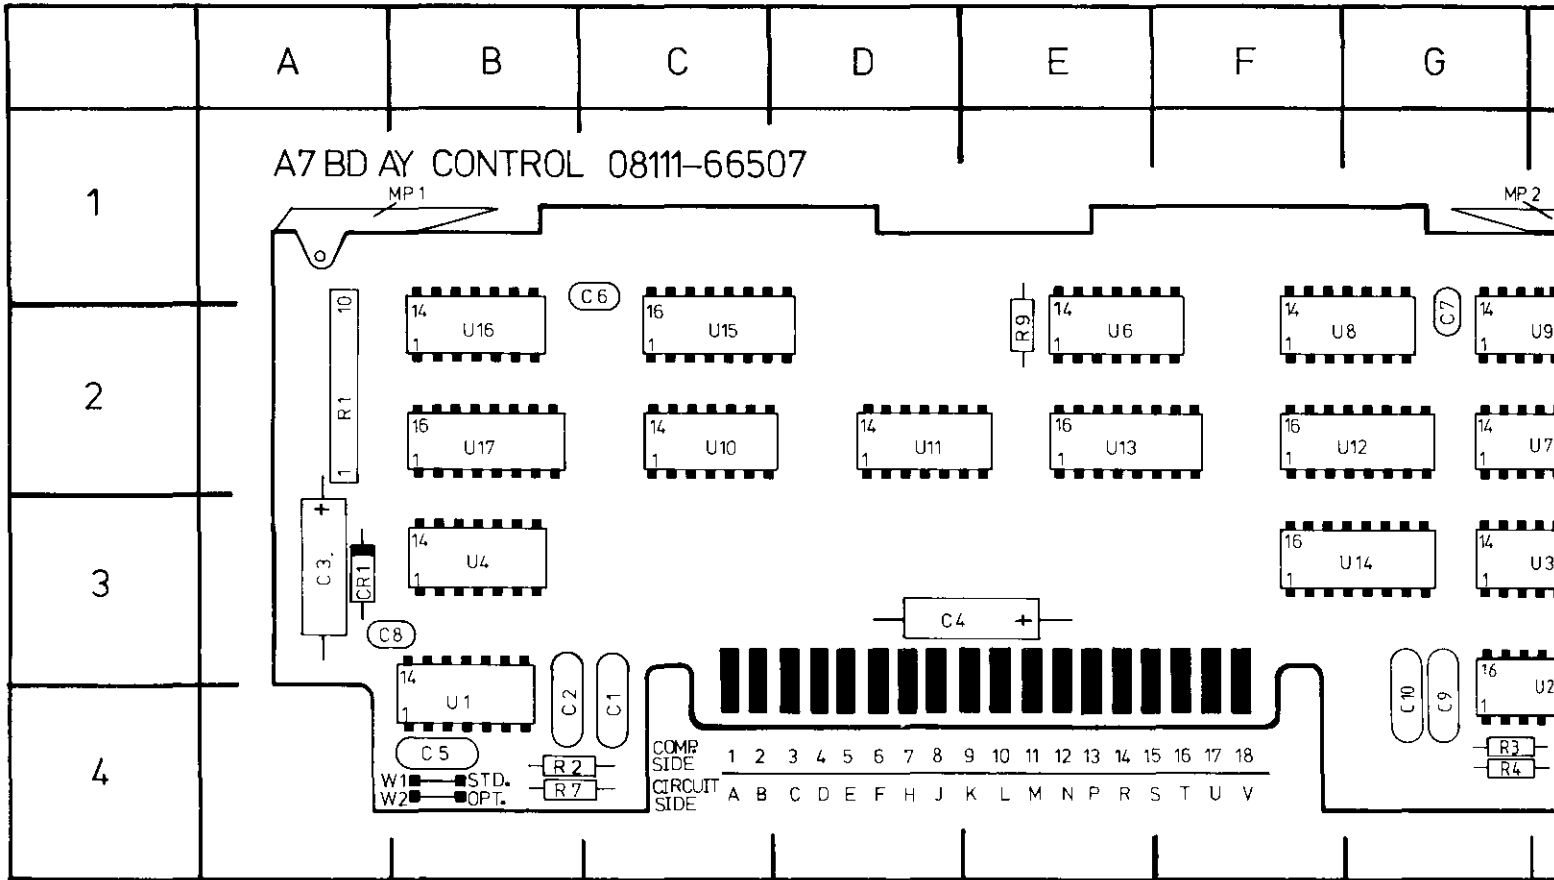 A B C D E F G
A7 BD AY CONTROL 08111-66507
1
MP1 MP2
10 14 U16 1
C6
16 U15 1
R9
14 U6 1
14 U8 1
C7
14 U9 1
2
R1 1
16 U17 1
14 U10 1
14 U11 1
16 U13 1
16 U12 1
14 U7 1
3
+ C3.
CR1
14 U4 1
16 U14 1
14 U3 1
C8
C4 +
14 U1 1
C2 C1
C10 C9
16 U2 1
4
C5
R2
R7
R3
R4
W1 STD.
W2 OPT.
COMP. SIDE 1 2 3 4 5 6 7 8 9 10 11 12 13 14 15 16 17 18
CIRCUIT SIDE A B C D E F H J K L M N P R S T U V